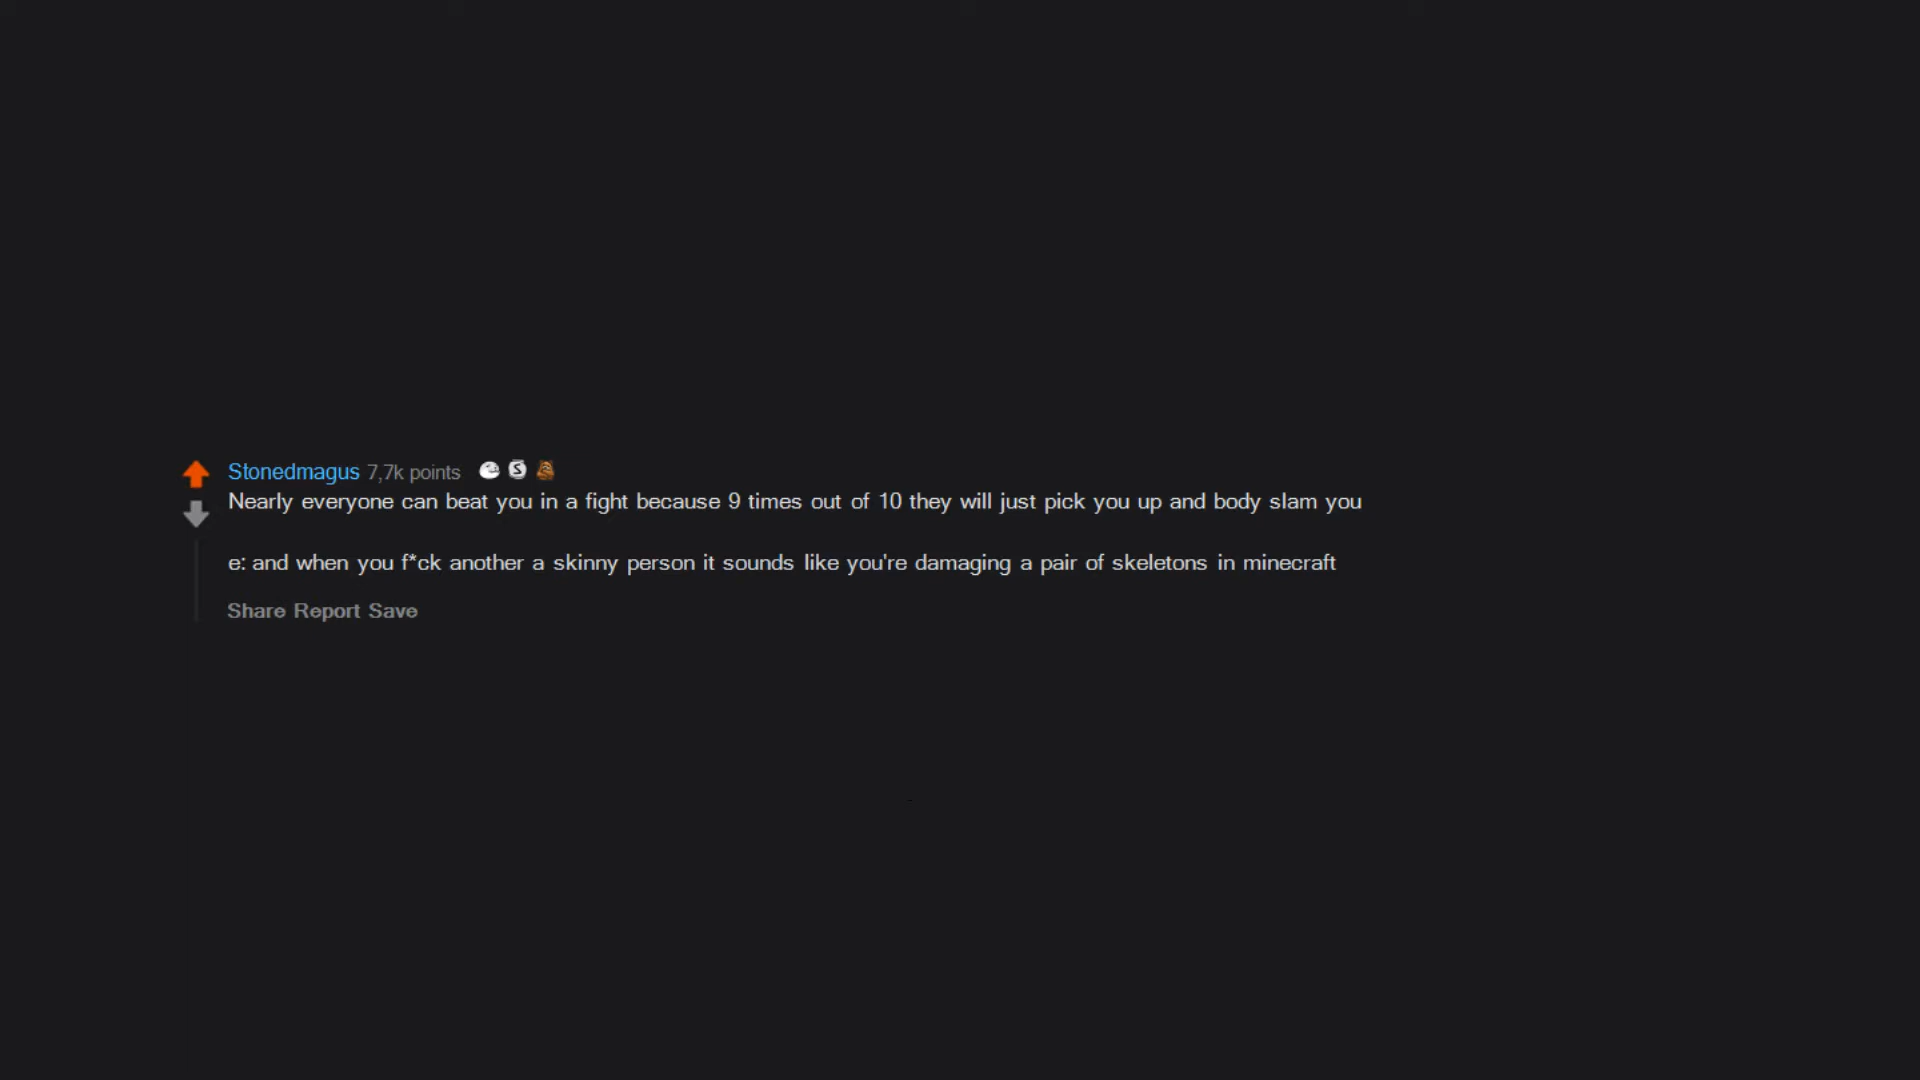 Stonedmagus 7,7k points
Nearly everyone can beat you in a fight because 9 times out of 10 they will just pick you up and body slam you
e: and when you f*ck another a skinny person it sounds like you're damaging a pair of skeletons in minecraft
Share Report Save